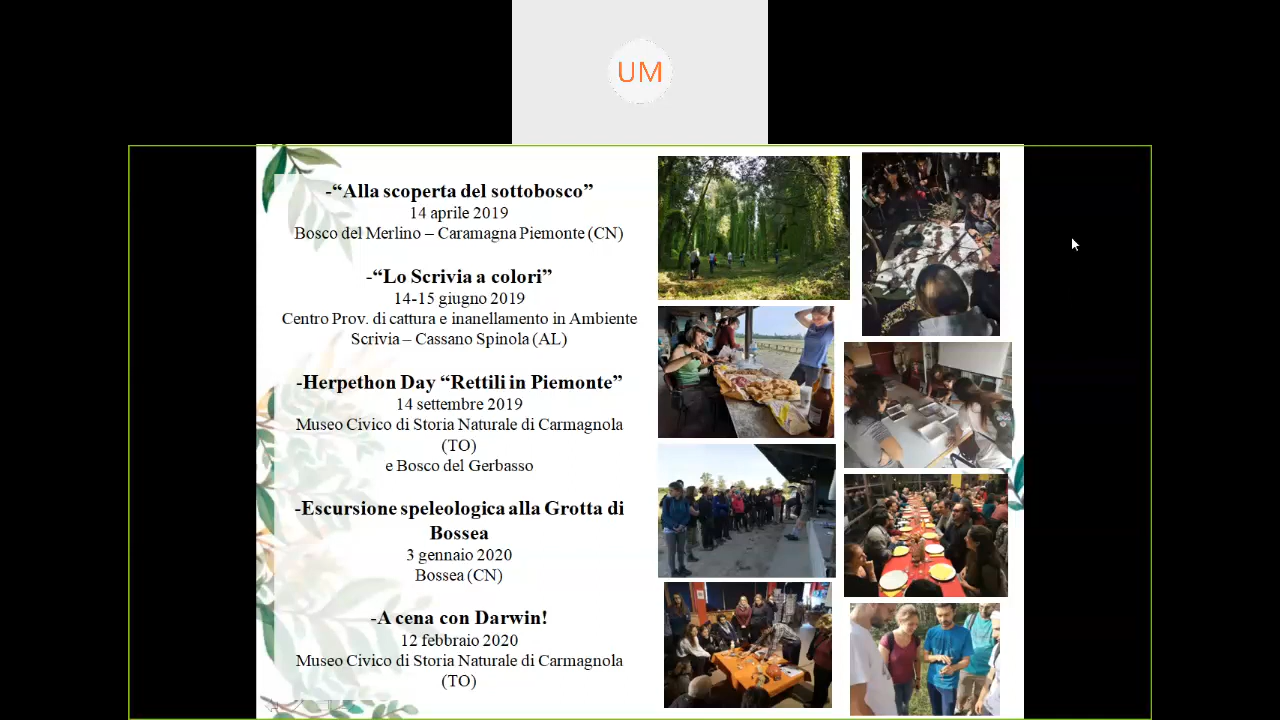 UM
-“Alla scoperta del sottobosco”
14 aprile 2019
Bosco del Merlino – Caramagna Piemonte (CN)
-“Lo Scrivia a colori”
14-15 giugno 2019
Centro Prov. di cattura e inanellamento in Ambiente
Scrivia – Cassano Spinola (AL)
-Herpethon Day “Rettili in Piemonte”
14 settembre 2019
Museo Civico di Storia Naturale di Carmagnola
(TO)
e Bosco del Gerbasso
-Escursione speleologica alla Grotta di
Bossea
3 gennaio 2020
Bossea (CN)
-A cena con Darwin!
12 febbraio 2020
Museo Civico di Storia Naturale di Carmagnola
(TO)